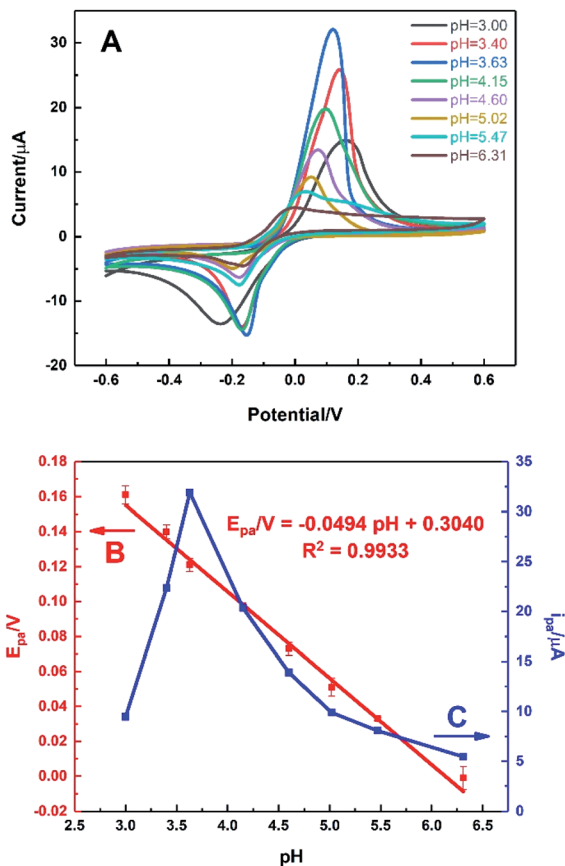 A
pH=3.00
pH=3.40
pH=3.63
pH=4.15
pH=4.60
pH=5.02
pH=5.47
pH=6.31
30
20
10
0
-10
-20
Current/μA
-0.6 -0.4 -0.2 0.0 0.2 0.4 0.6
Potential/V
0.18
0.16
0.14
0.12
0.10
0.08
0.06
0.04
0.02
0.00
-0.02
Epa/V
B
Epa/V = -0.0494 pH + 0.3040
R² = 0.9933
C
35
30
25
20
15
10
5
0
ipa/μA
2.5 3.0 3.5 4.0 4.5 5.0 5.5 6.0 6.5
pH